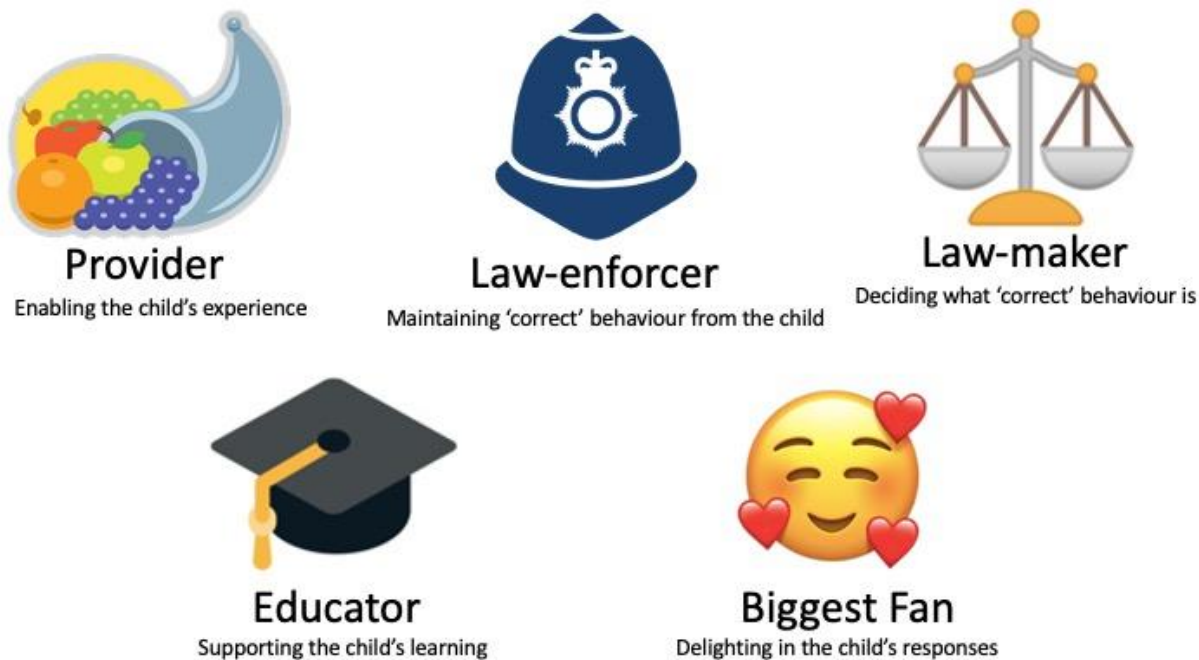 Provider
Enabling the child's experience
Law-enforcer
Maintaining 'correct' behaviour from the child
Law-maker
Deciding what 'correct' behaviour is
Educator
Supporting the child's learning
Biggest Fan
Delighting in the child's responses